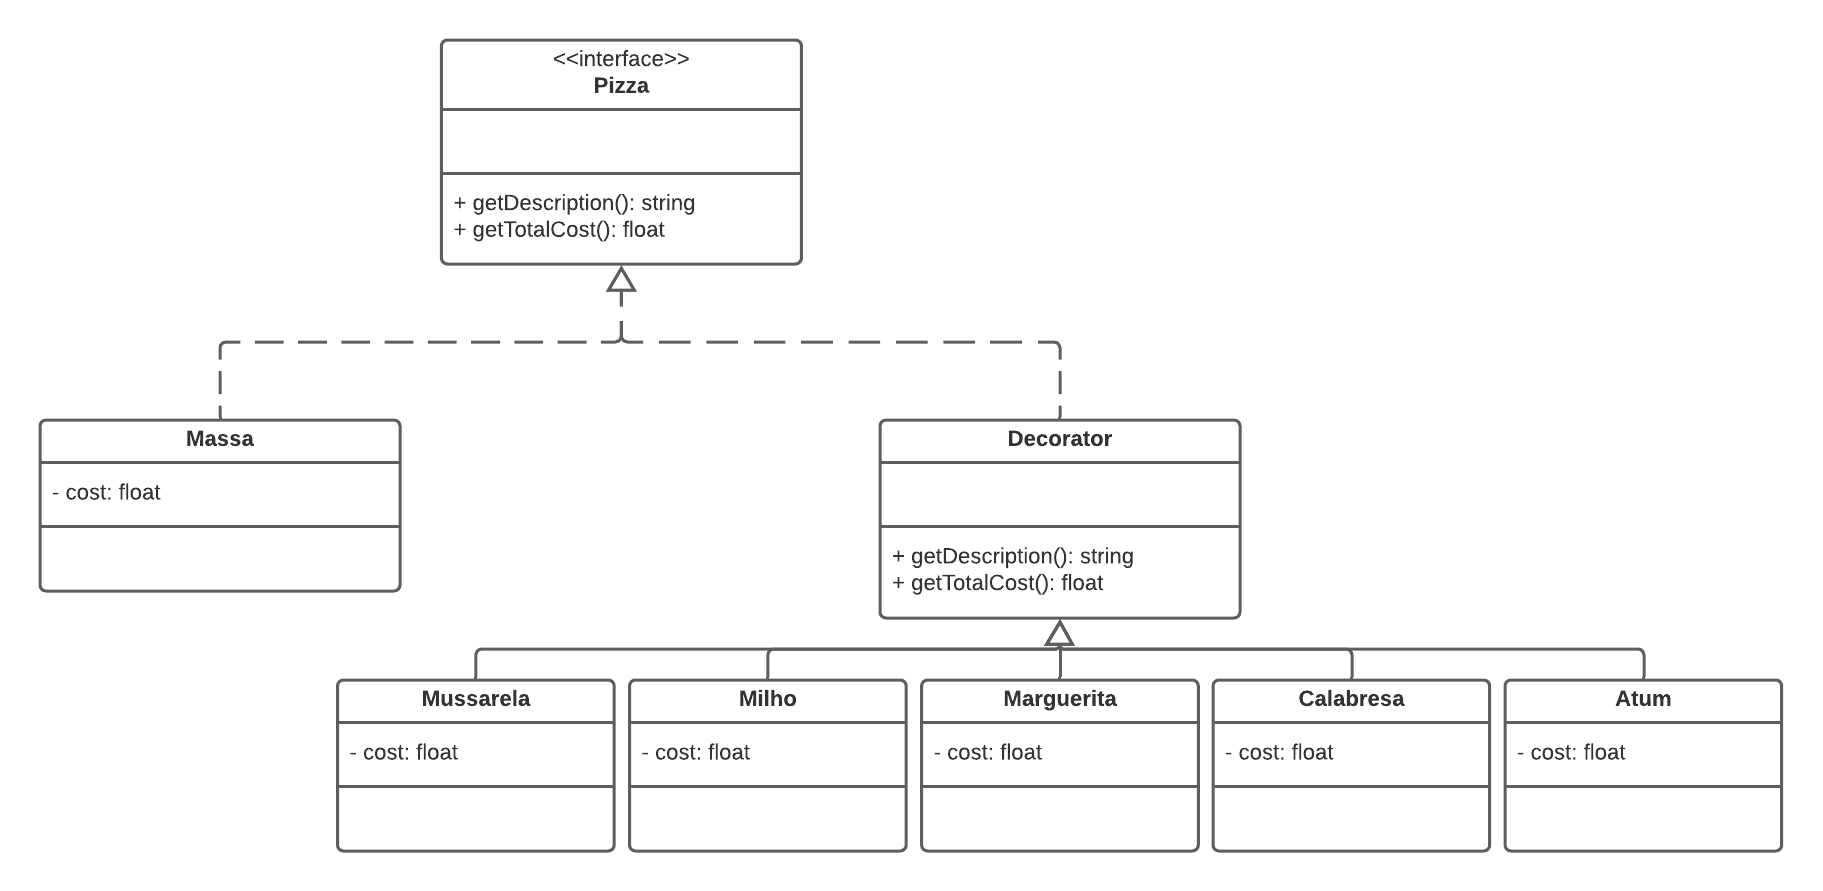 <<interface>>
Pizza
+ getDescription(): string
+ getTotalCost(): float
Massa
- cost: float
Decorator
+ getDescription(): string
+ getTotalCost(): float
Mussarela
- cost: float
Milho
- cost: float
Marguerita
- cost: float
Calabresa
- cost: float
Atum
- cost: float